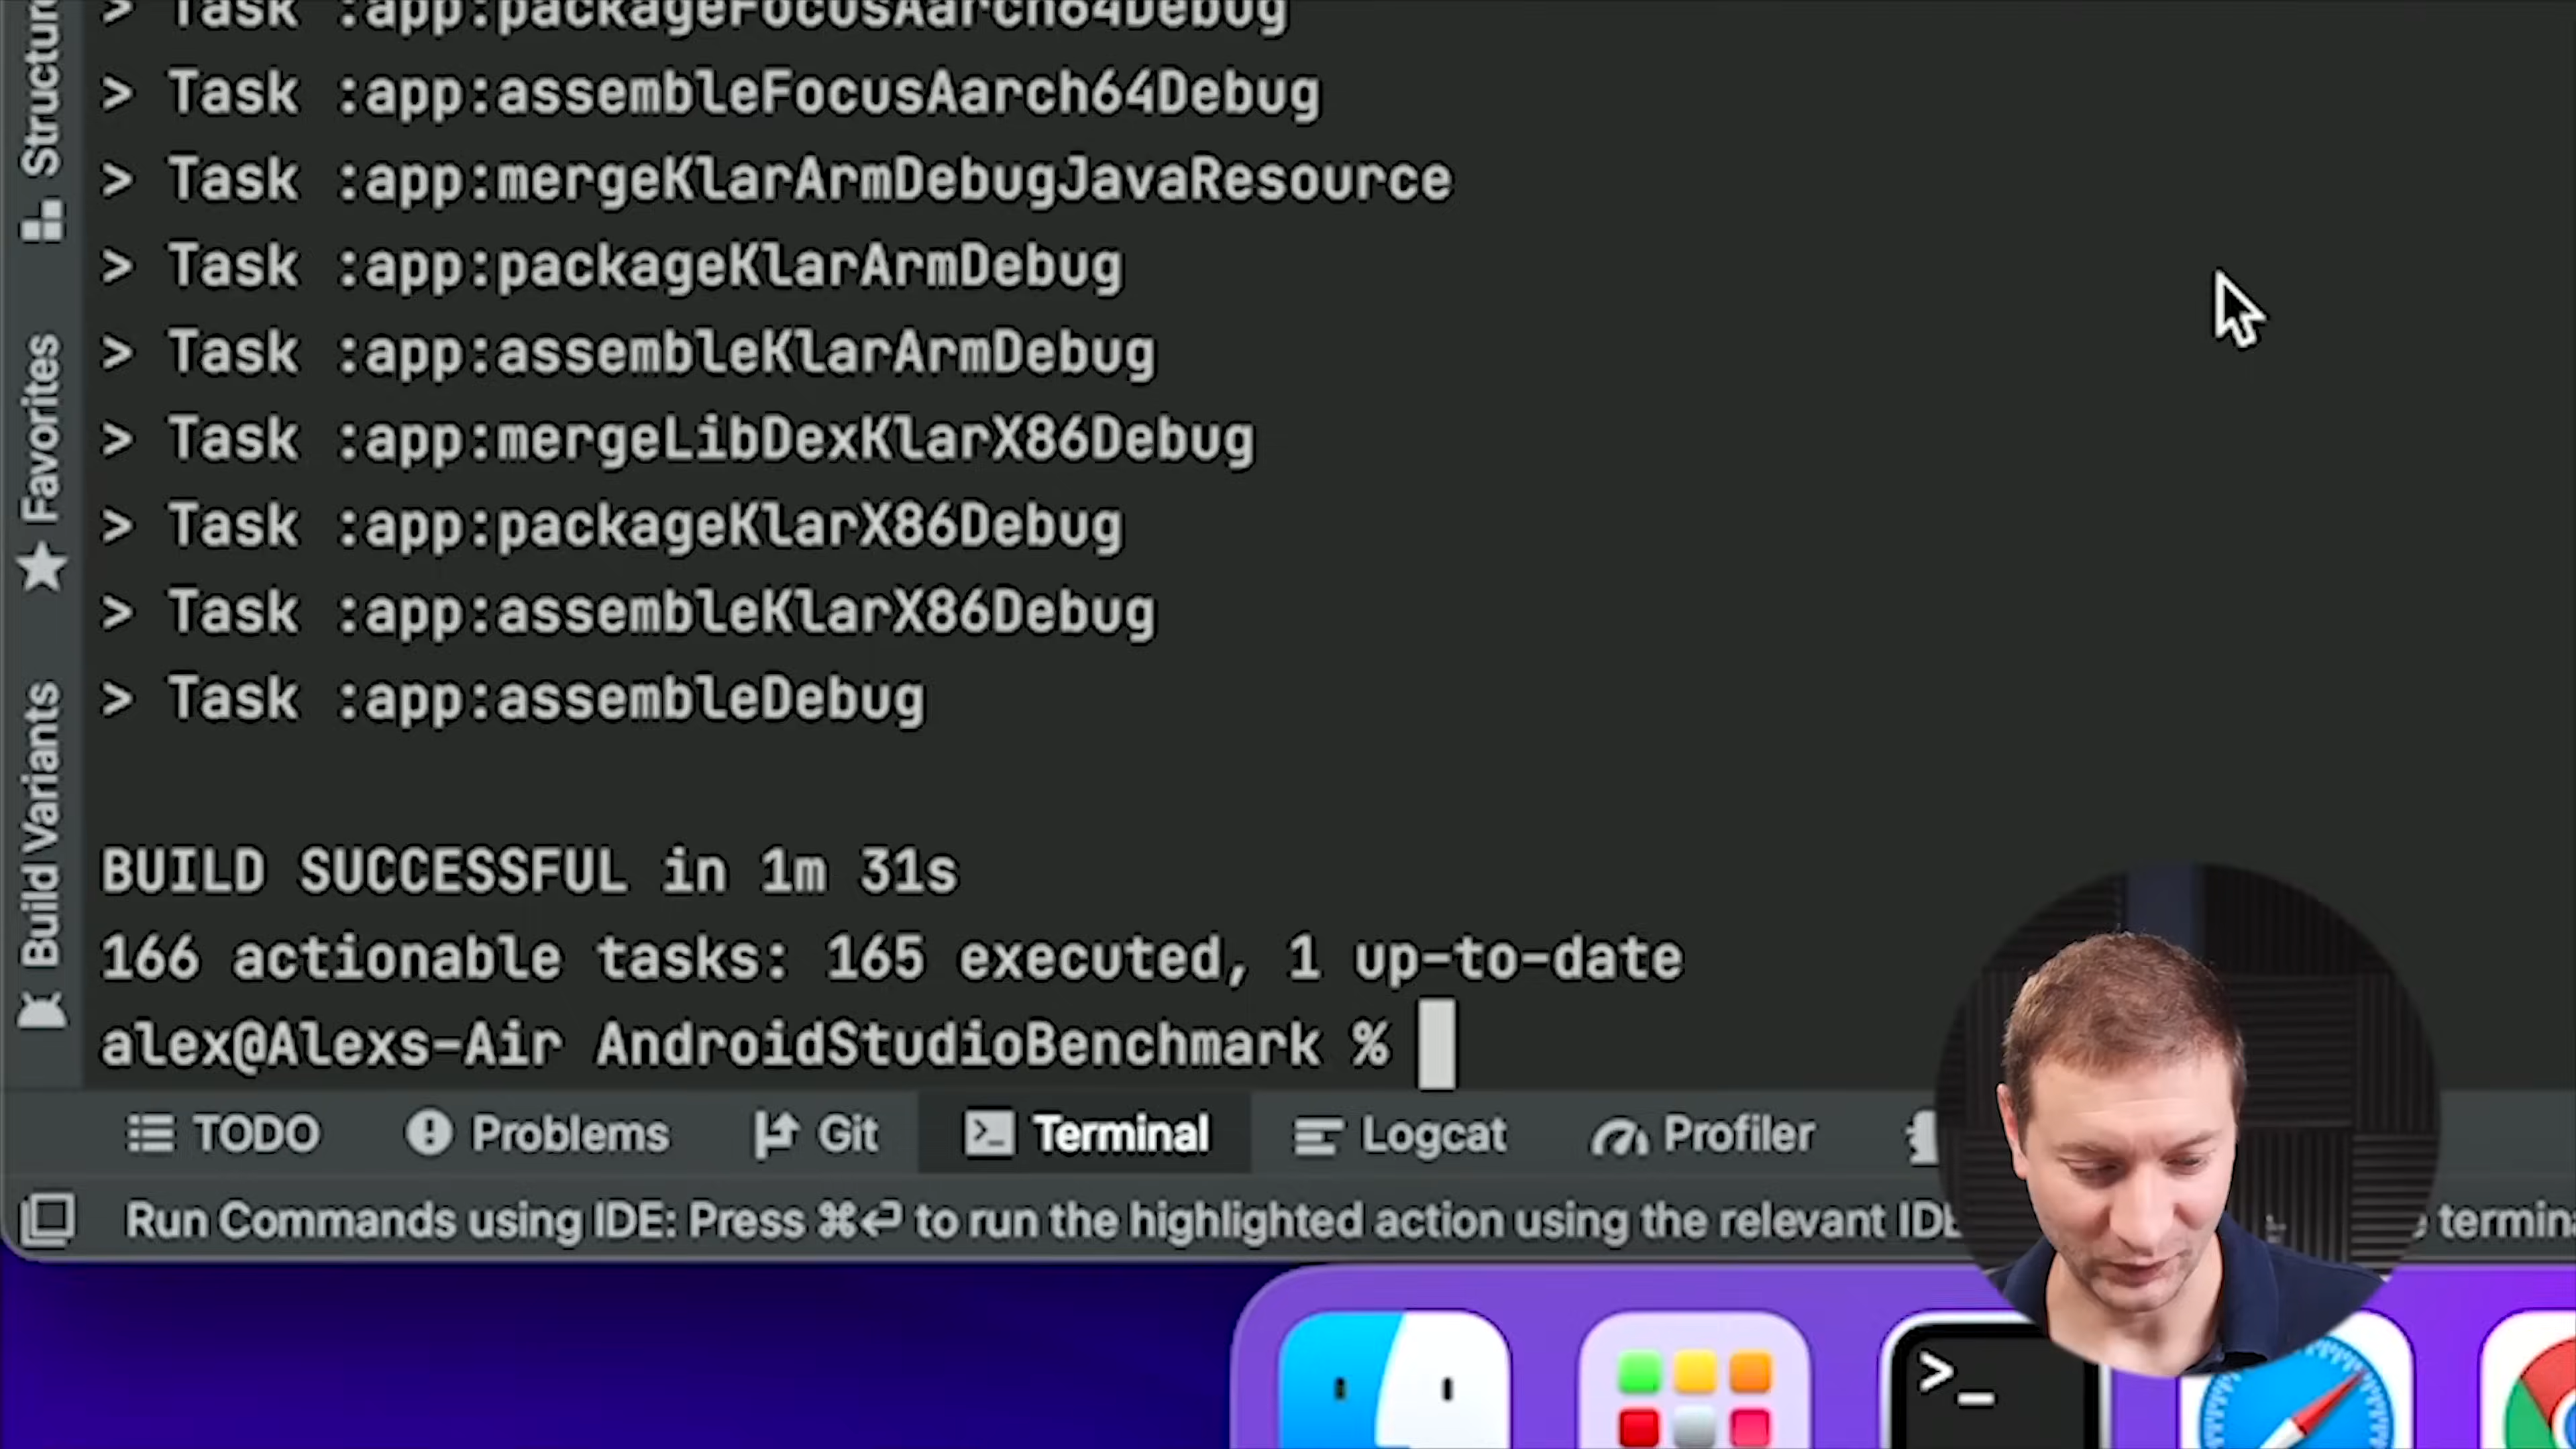 > Task :app:packageFocusAarch64Debug
> Task :app:assembleFocusAarch64Debug
> Task :app:mergeKlarArmDebugJavaResource
> Task :app:packageKlarArmDebug
> Task :app:assembleKlarArmDebug
> Task :app:mergeLibDexKlarX86Debug
> Task :app:packageKlarX86Debug
> Task :app:assembleKlarX86Debug
> Task :app:assembleDebug
BUILD SUCCESSFUL in 1m 31s
166 actionable tasks: 165 executed, 1 up-to-date
alex@Alexs-Air AndroidStudioBenchmark %
Favorites
Build Variants
TODO Problems Git Terminal Logcat Profiler
Run Commands using IDE: Press ⌘⏎ to run the highlighted action using the relevant
>_